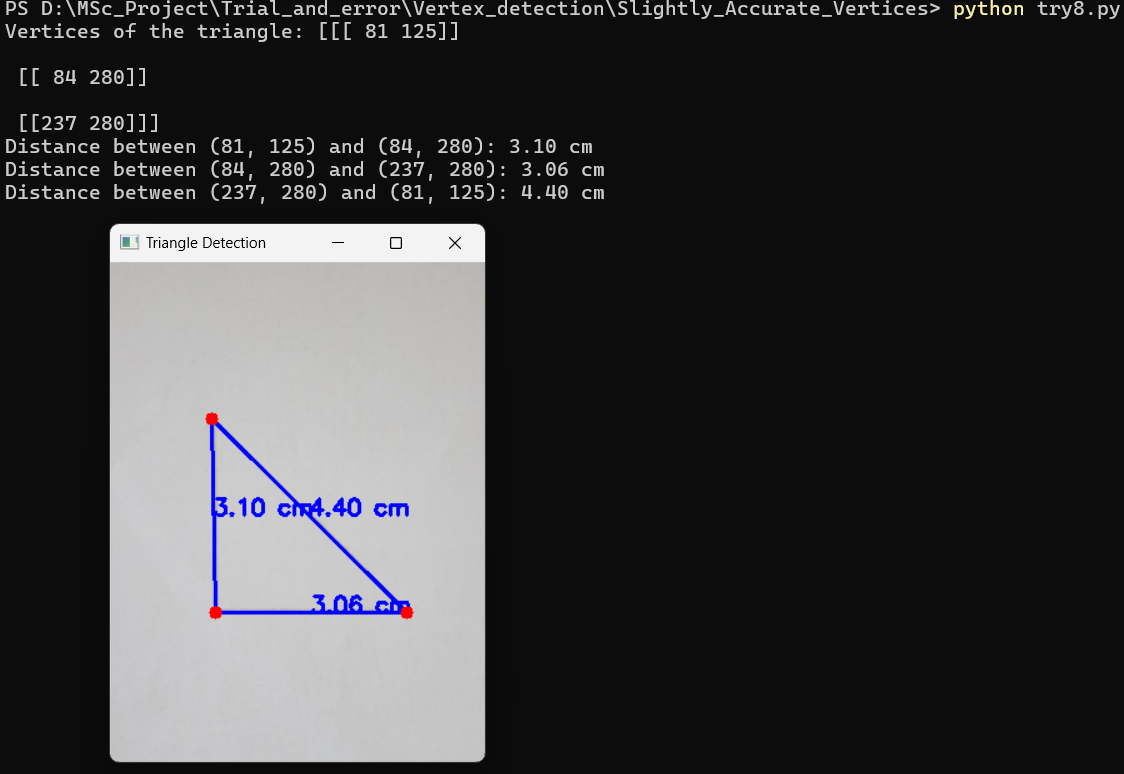 PS D:\MSc_Project\Trial_and_error\Vertex_detection\Slightly_Accurate_Vertices> python try8.py
Vertices of the triangle: [[[ 81 125]]
[[ 84 280]]
[[237 280]]]
Distance between (81, 125) and (84, 280): 3.10 cm
Distance between (84, 280) and (237, 280): 3.06 cm
Distance between (237, 280) and (81, 125): 4.40 cm
Triangle Detection
3.10 cm 4.40 cm
3.06 cm